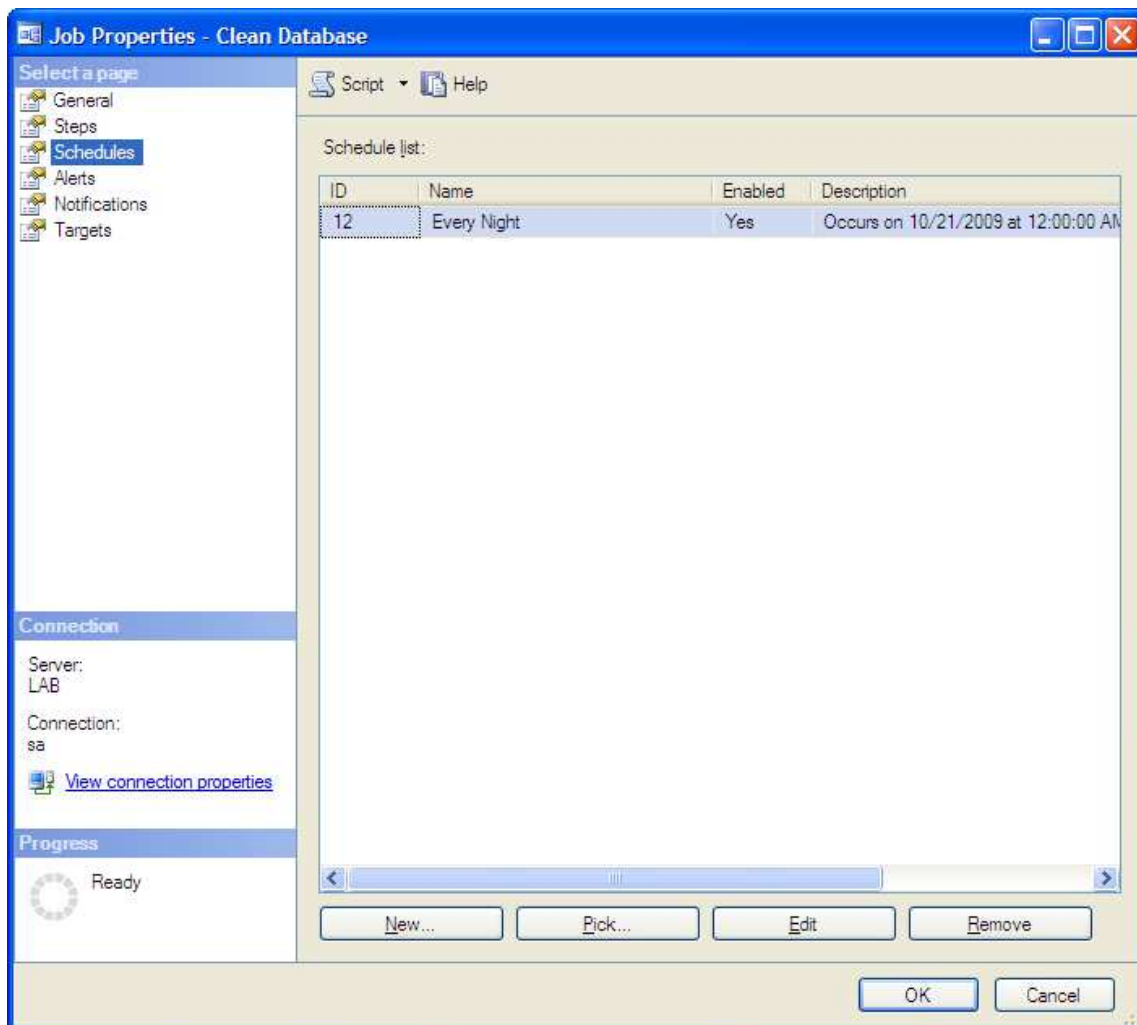 Job Properties - Clean Database
Select a page
General
Steps
Schedules
Alerts
Notifications
Targets
Script
Help
Schedule list:
ID Name Enabled Description
12 Every Night Yes Occurs on 10/21/2009 at 12:00:00 AM
Connection
Server:
LAB
Connection:
sa
View connection properties
Progress
Ready
New... Pick... Edit Remove
OK Cancel